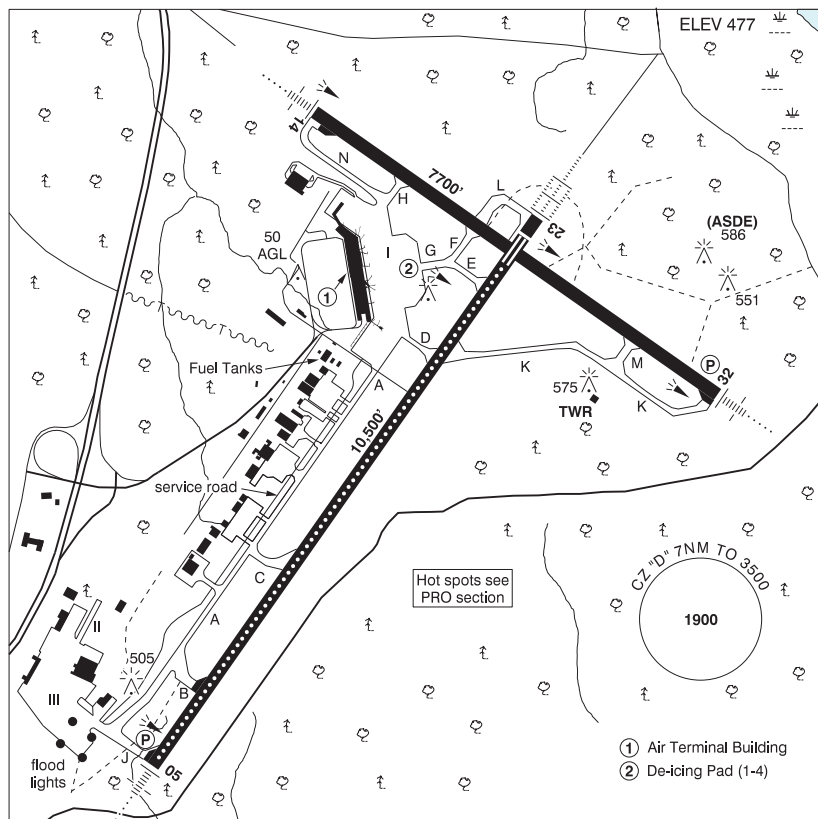 ELEV 477
14
N
7700'
H
L
23
(ASDE)
586
50
AGL
I
G
F
E
2
551
1
D
P
32
Fuel Tanks
A
K
M
575
K
TWR
10,500'
service road
C
Hot spots see
PRO section
CZ "D" 7NM TO 3500
1900
A
II
505
B
III
P
J
05
flood
lights
1 Air Terminal Building
2 De-icing Pad (1-4)